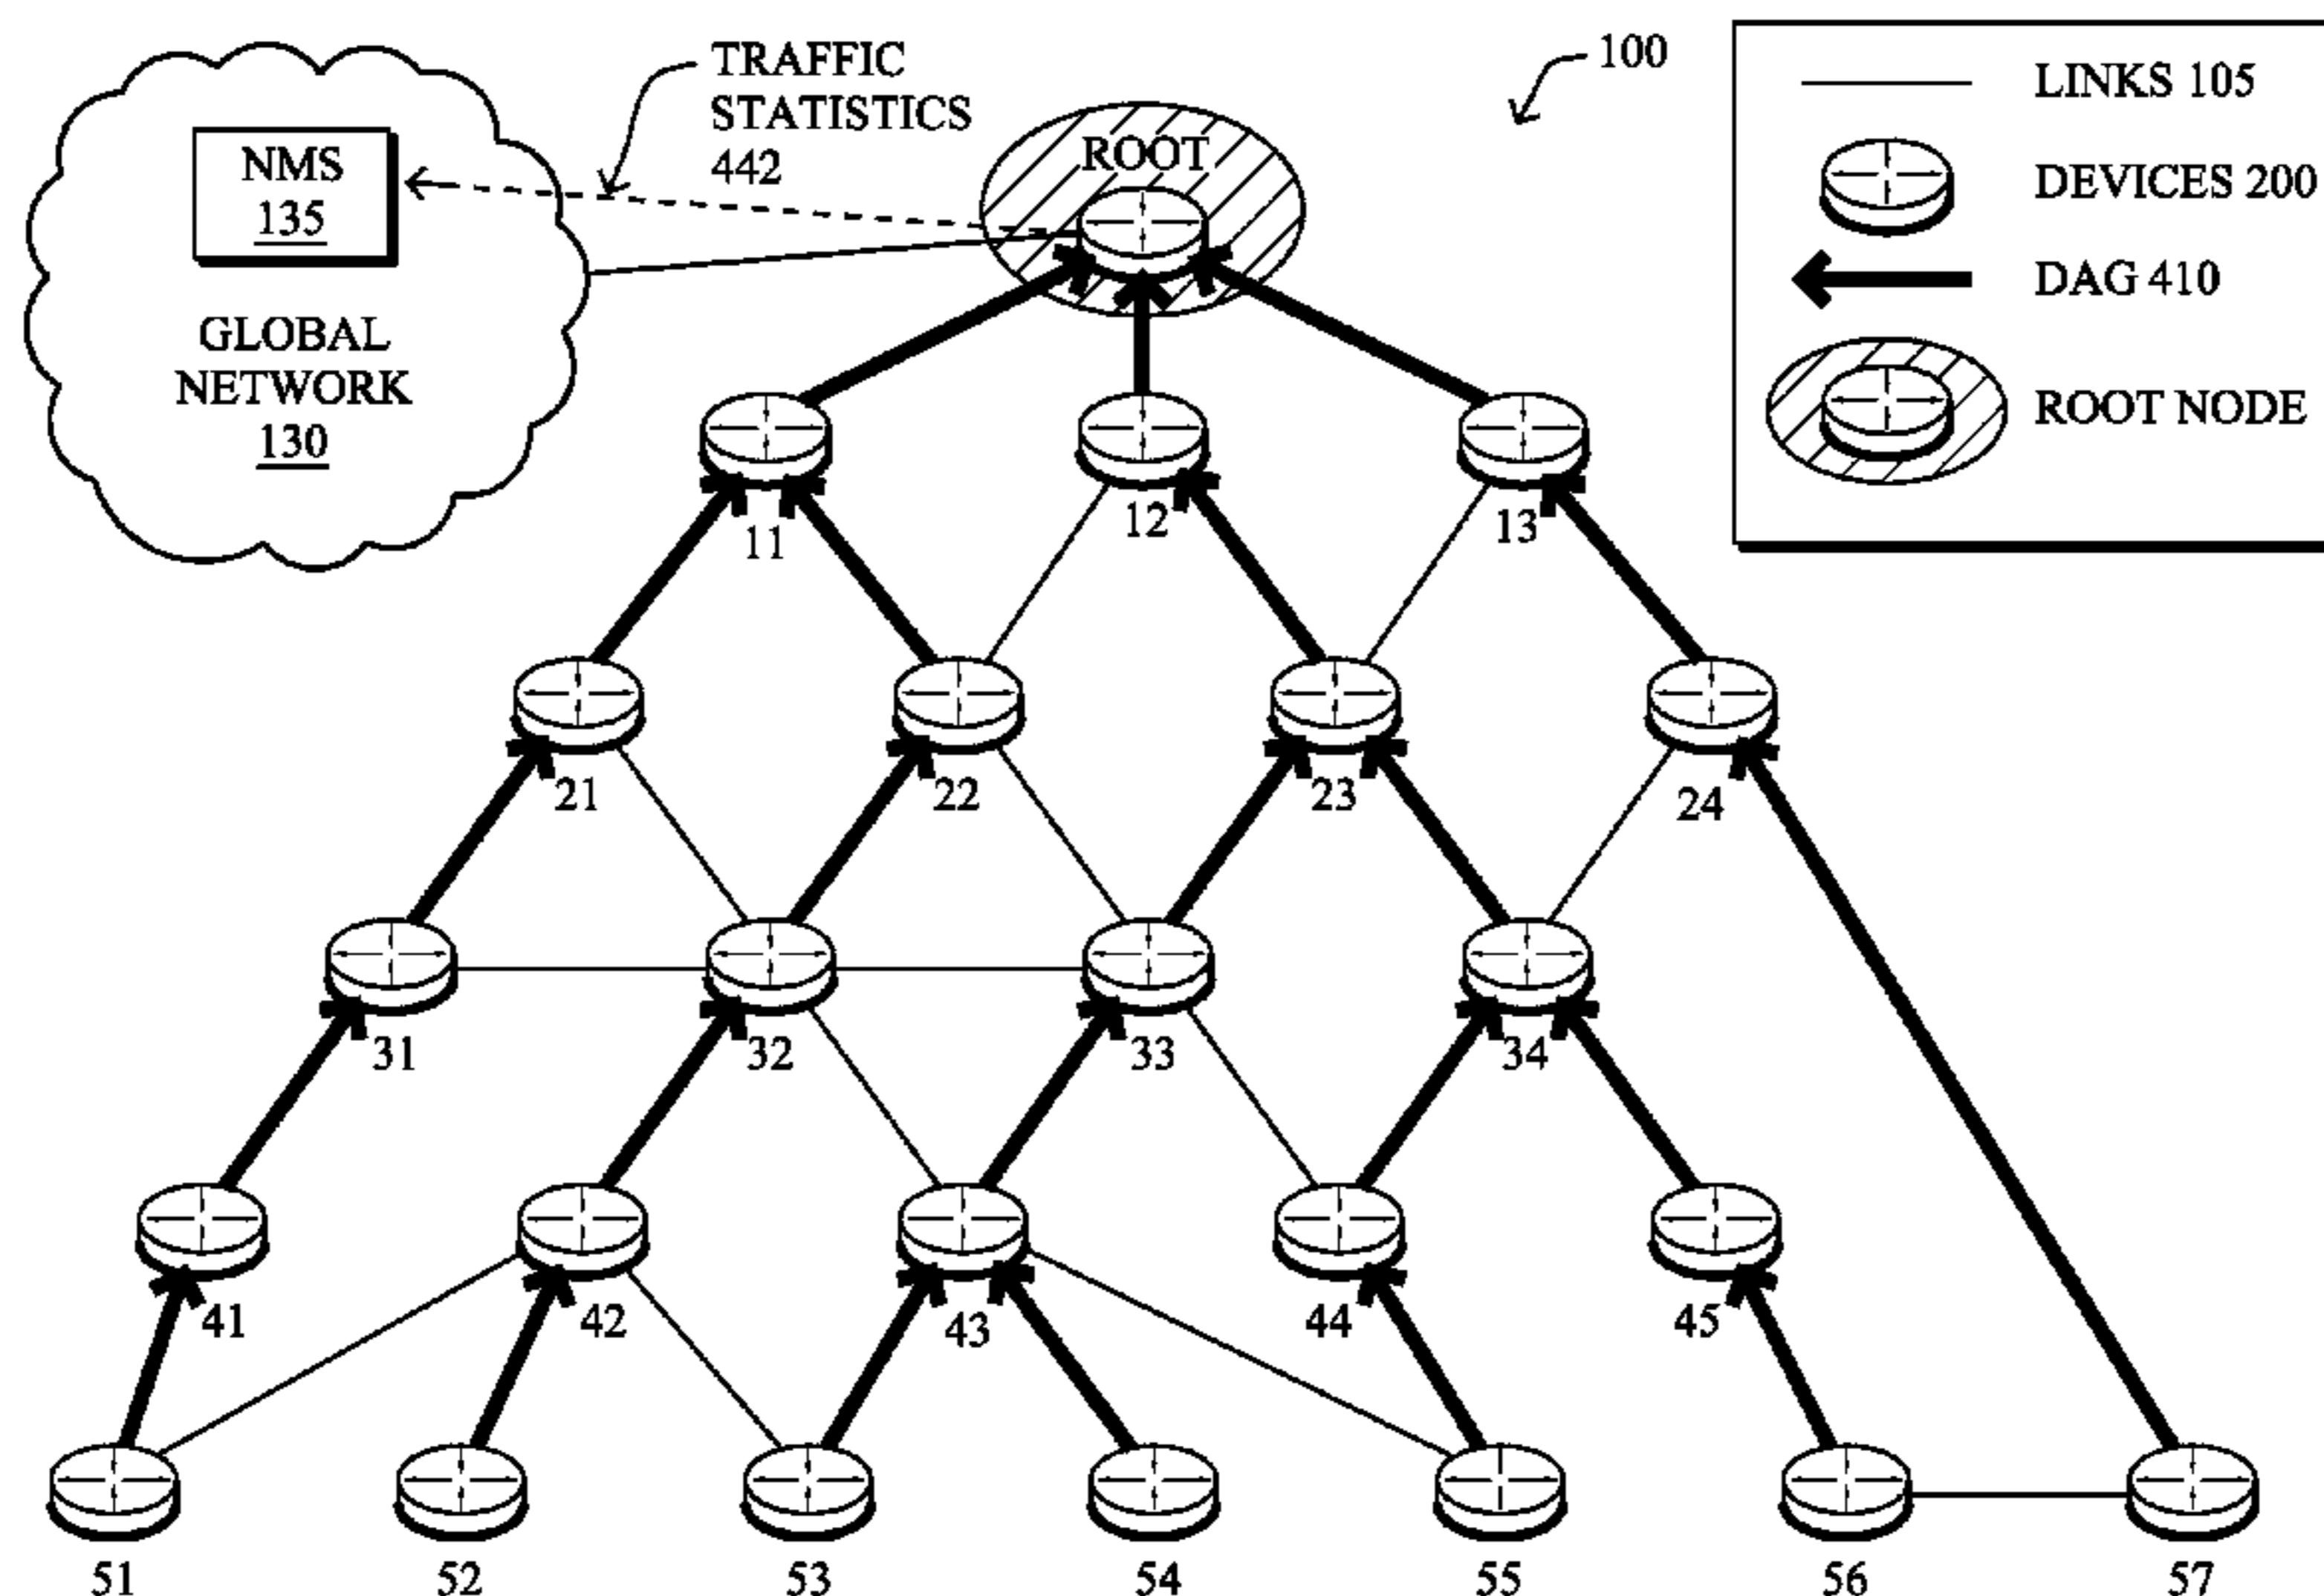 TRAFFIC
STATISTICS
442
100
NMS
135
GLOBAL
NETWORK
130
ROOT
LINKS 105
DEVICES 200
DAG 410
ROOT NODE
11
12
13
21
22
23
24
31
32
33
34
41
42
43
44
45
51
52
53
54
55
56
57